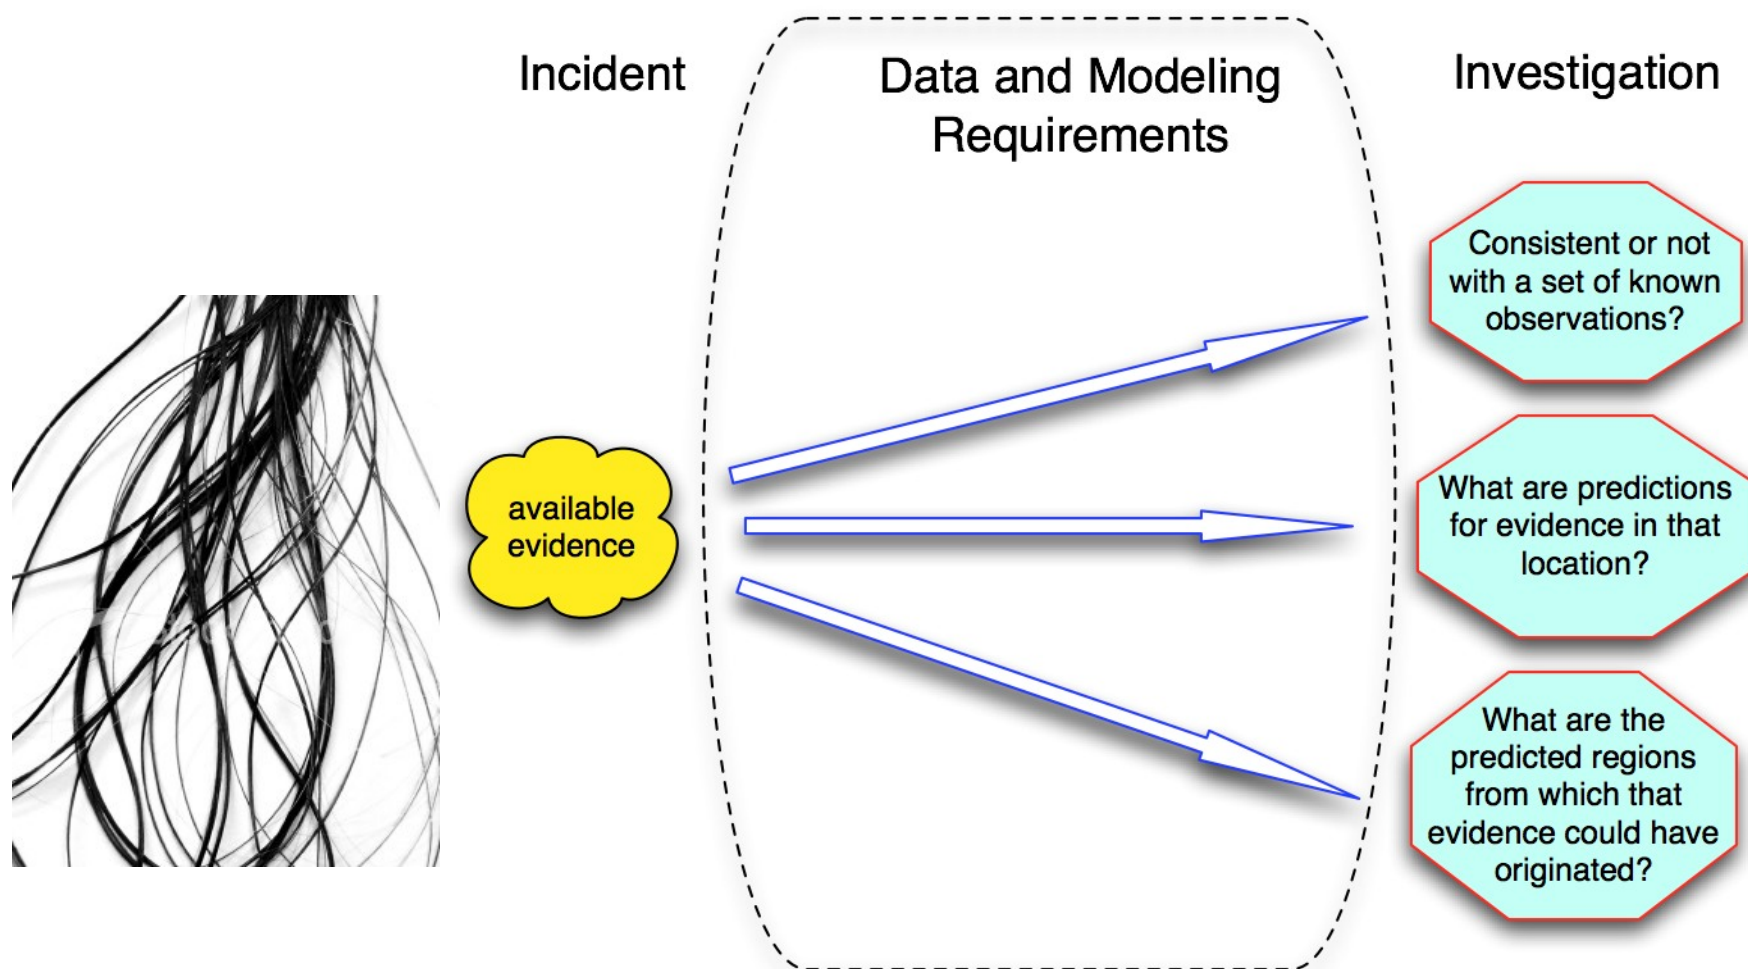 Incident
Data and Modeling
Requirements
Investigation
available
evidence
Consistent or not
with a set of known
observations?
What are predictions
for evidence in that
location?
What are the
predicted regions
from which that
evidence could have
originated?